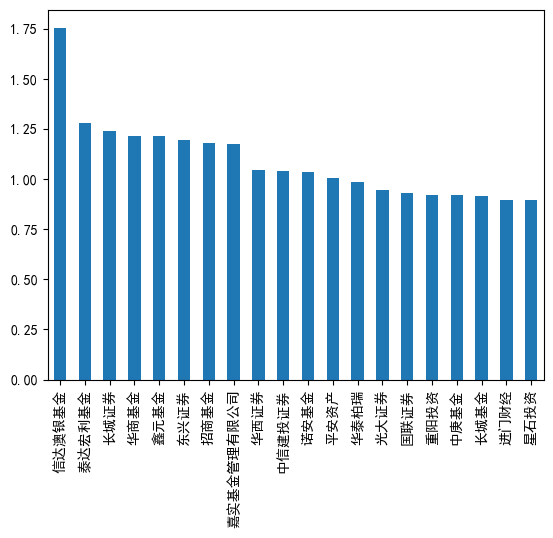 1.75
1.50
1.25
1.00
0.75
0.50
0.25
0.00
信达澳银基金
泰达宏利基金
长城证券
华商基金
鑫元基金
东兴证券
招商基金
嘉实基金管理有限公司
华西证券
中信建投证券
诺安基金
平安资产
华泰柏瑞
光大证券
国联证券
重阳投资
中庚基金
长城基金
进门财经
星石投资